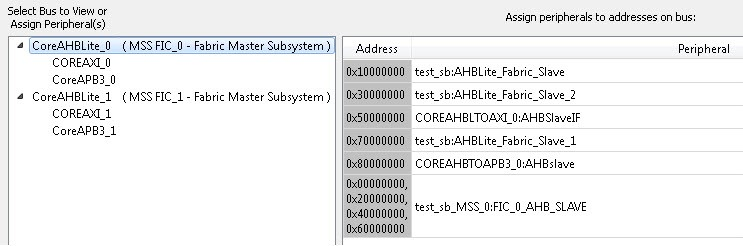 Select Bus to View or
Assign Peripheral(s)
Assign peripherals to addresses on bus:
CoreAHBLite_0 ( MSS FIC_0 - Fabric Master Subsystem )
COREAXI_0
CoreAPB3_0
CoreAHBLite_1 ( MSS FIC_1 - Fabric Master Subsystem )
COREAXI_1
CoreAPB3_1
Address Peripheral
0x10000000 test_sb:AHBLite_Fabric_Slave
0x30000000 test_sb:AHBLite_Fabric_Slave_2
0x50000000 COREAHBLTOAXI_0:AHBSlaveIF
0x70000000 test_sb:AHBLite_Fabric_Slave_1
0x80000000 COREAHBTOAPB3_0:AHBslave
0x00000000,
0x20000000,
0x40000000,
0x60000000
test_sb_MSS_0:FIC_0_AHB_SLAVE